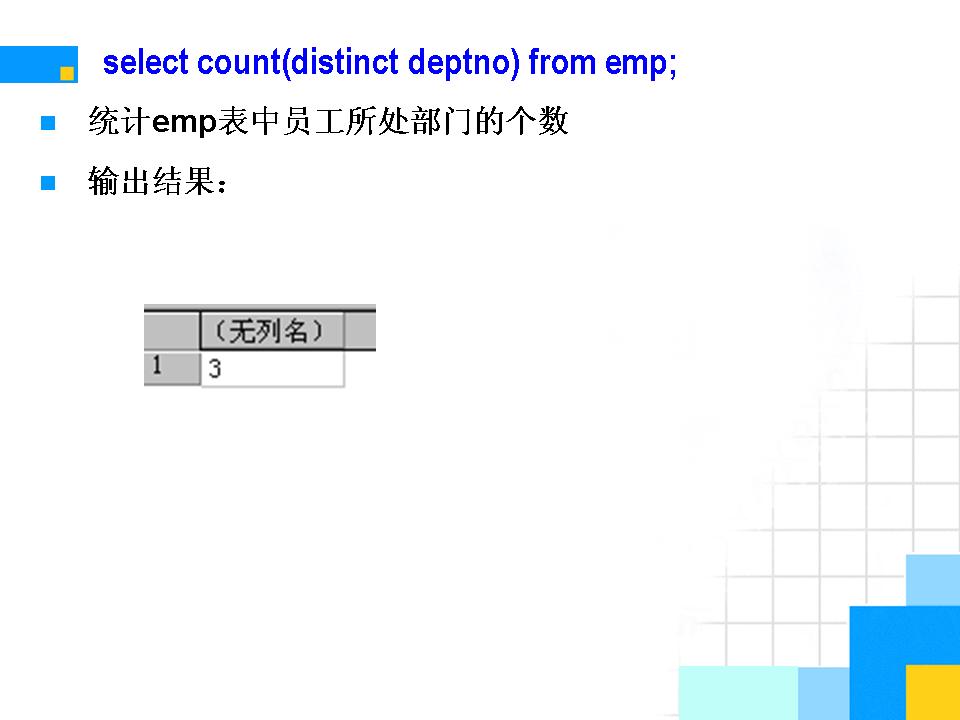 select count(distinct deptno) from emp;
统计emp表中员工所处部门的个数
输出结果：
（无列名）
1 3